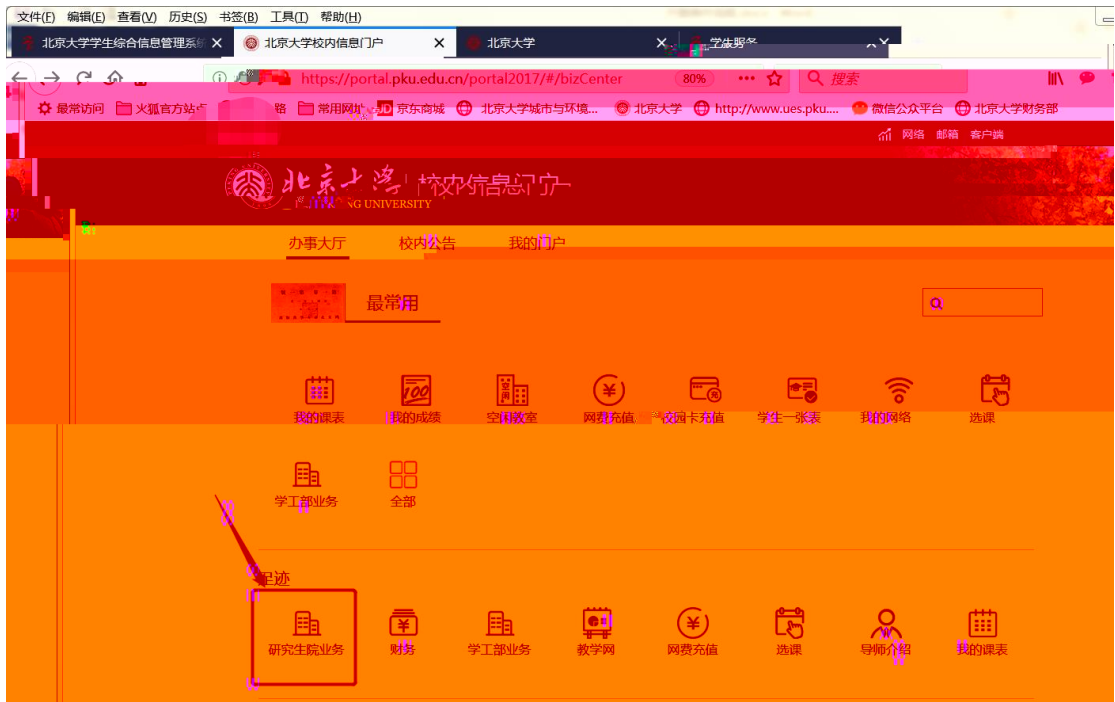 文件(F) 编辑(E) 查看(V) 历史(S) 书签(B) 工具(T) 帮助(H)
北京大学学生综合信息管理系统 × 北京大学校内信息门户 × 北京大学 × 学生服务 ×
https://portal.pku.edu.cn/portal2017/#/bizCenter 80% 搜索
最常访问 火狐官方站点 常用网址 JD 京东商城 北京大学城市与环境... 北京大学 http://www.ues.pku.... 微信公众平台 北京大学财务部
网络 邮箱 客户端
北京大学 校内信息门户
UNIVERSITY
办事大厅 校内公告 我的门户
最常用
我的课表 我的成绩 空闲教室 网费充值 校园卡充值 学生一张表 我的网络 选课
学工部业务 全部
足迹
研究生院业务 财务 学工部业务 教学网 网费充值 选课 导师介绍 我的课表